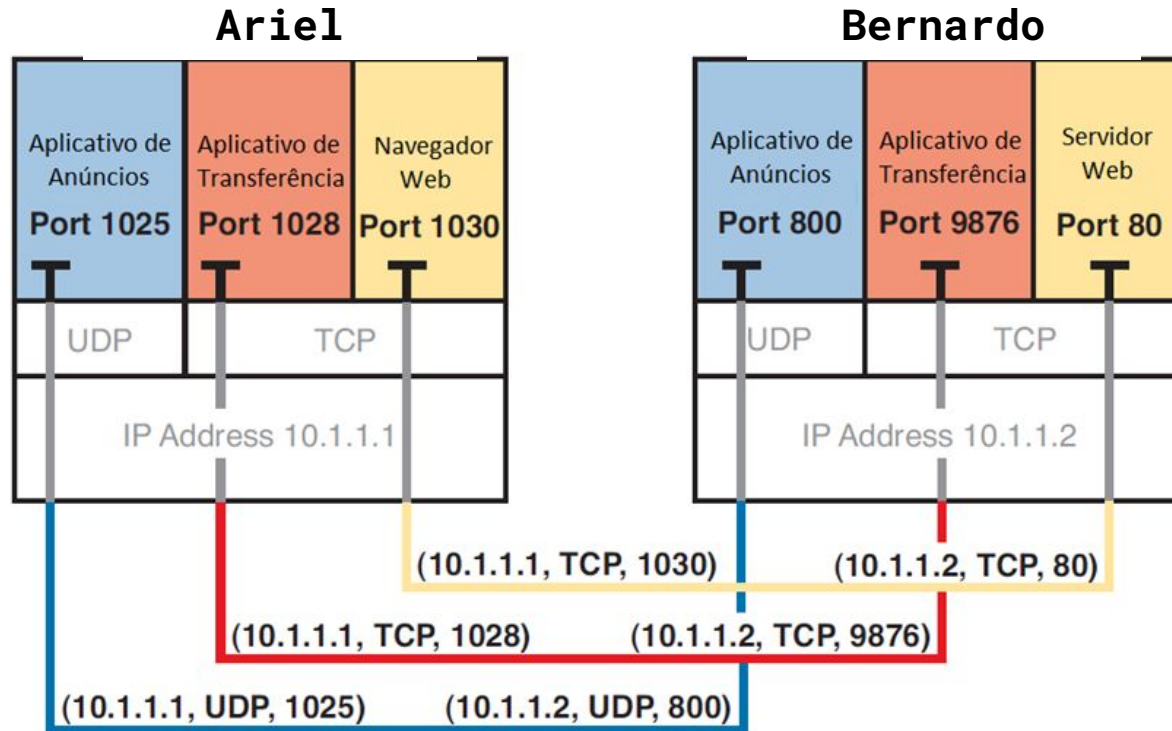 Ariel
Bernardo
Aplicativo de
Anúncios
Port 1025
Aplicativo de
Transferência
Port 1028
Navegador
Web
Port 1030
Aplicativo de
Anúncios
Port 800
Aplicativo de
Transferência
Port 9876
Servidor
Web
Port 80
UDP
TCP
UDP
TCP
IP Address 10.1.1.1
IP Address 10.1.1.2
(10.1.1.1, TCP, 1030)
(10.1.1.2, TCP, 80)
(10.1.1.1, TCP, 1028)
(10.1.1.2, TCP, 9876)
(10.1.1.1, UDP, 1025)
(10.1.1.2, UDP, 800)